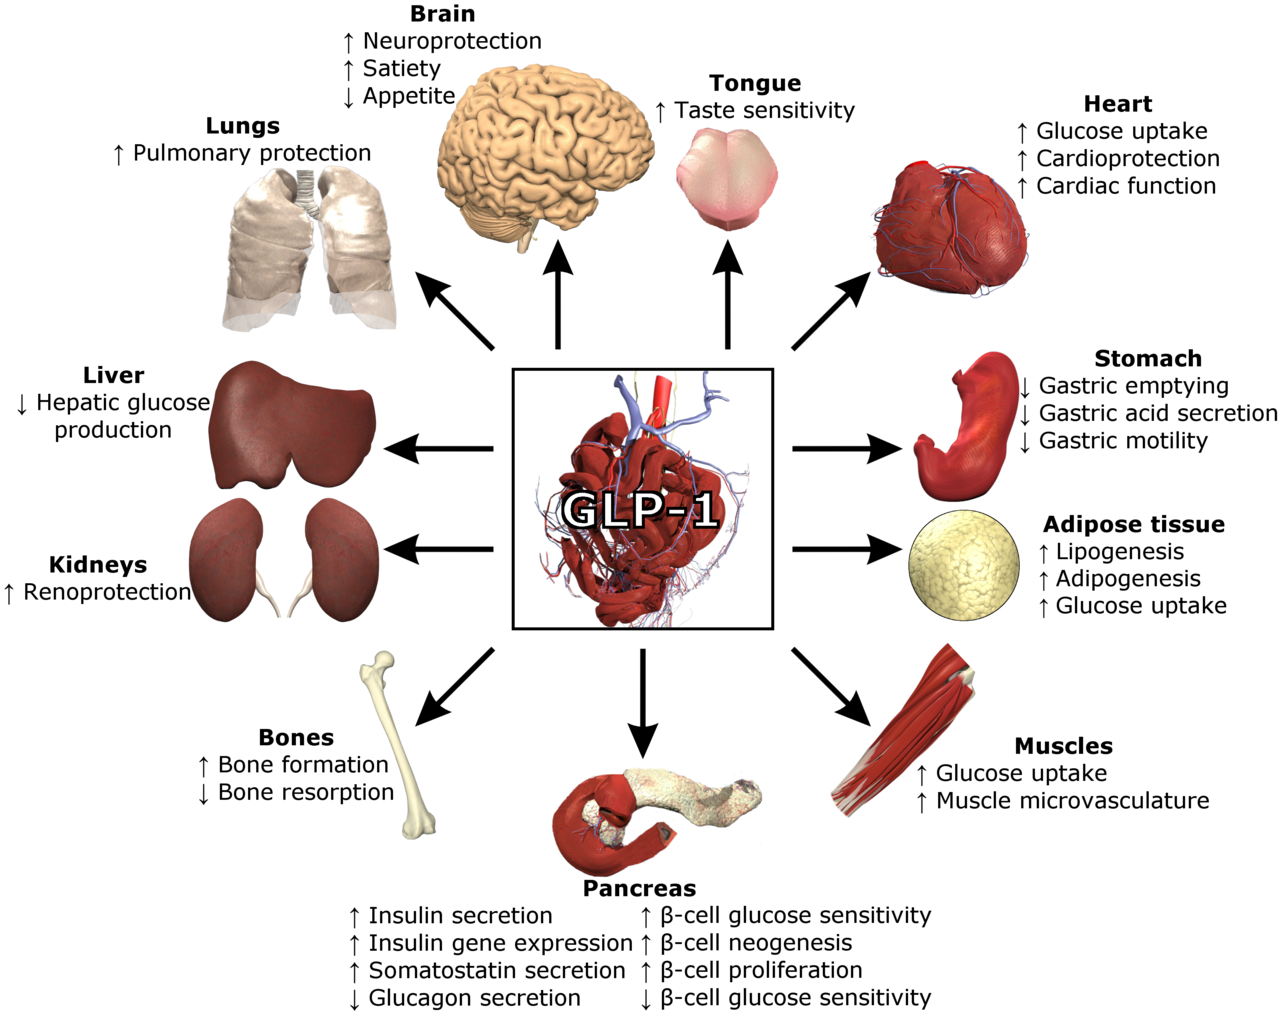 Brain
↑ Neuroprotection
↑ Satiety
↓ Appetite
Tongue
↑ Taste sensitivity
Heart
↑ Glucose uptake
↑ Cardioprotection
↑ Cardiac function
Lungs
↑ Pulmonary protection
Liver
↓ Hepatic glucose
production
Stomach
↓ Gastric emptying
↓ Gastric acid secretion
↓ Gastric motility
GLP-1
Kidneys
↑ Renoprotection
Adipose tissue
↑ Lipogenesis
↑ Adipogenesis
↑ Glucose uptake
Bones
↑ Bone formation
↓ Bone resorption
Muscles
↑ Glucose uptake
↑ Muscle microvasculature
Pancreas
↑ Insulin secretion
↑ Insulin gene expression
↑ Somatostatin secretion
↓ Glucagon secretion
↑ β-cell glucose sensitivity
↑ β-cell neogenesis
↑ β-cell proliferation
↓ β-cell glucose sensitivity